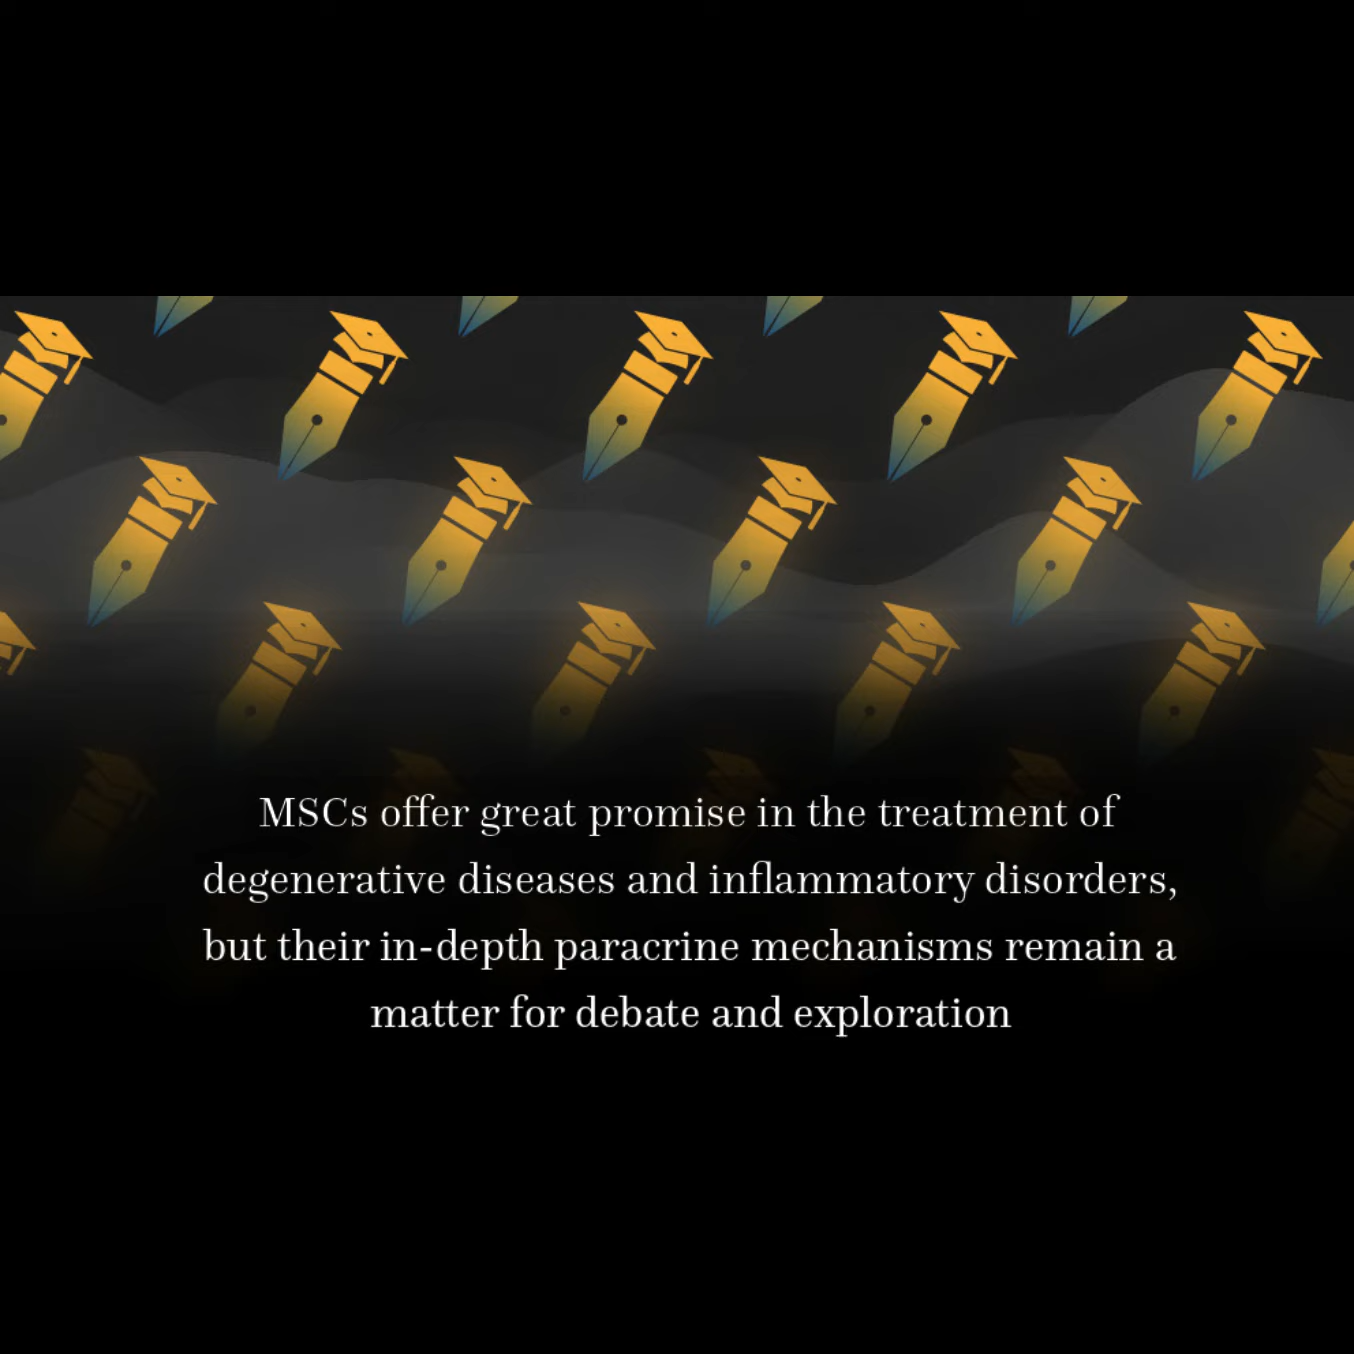 MSCs offer great promise in the treatment of
degenerative diseases and inflammatory disorders,
but their in-depth paracrine mechanisms remain a
matter for debate and exploration